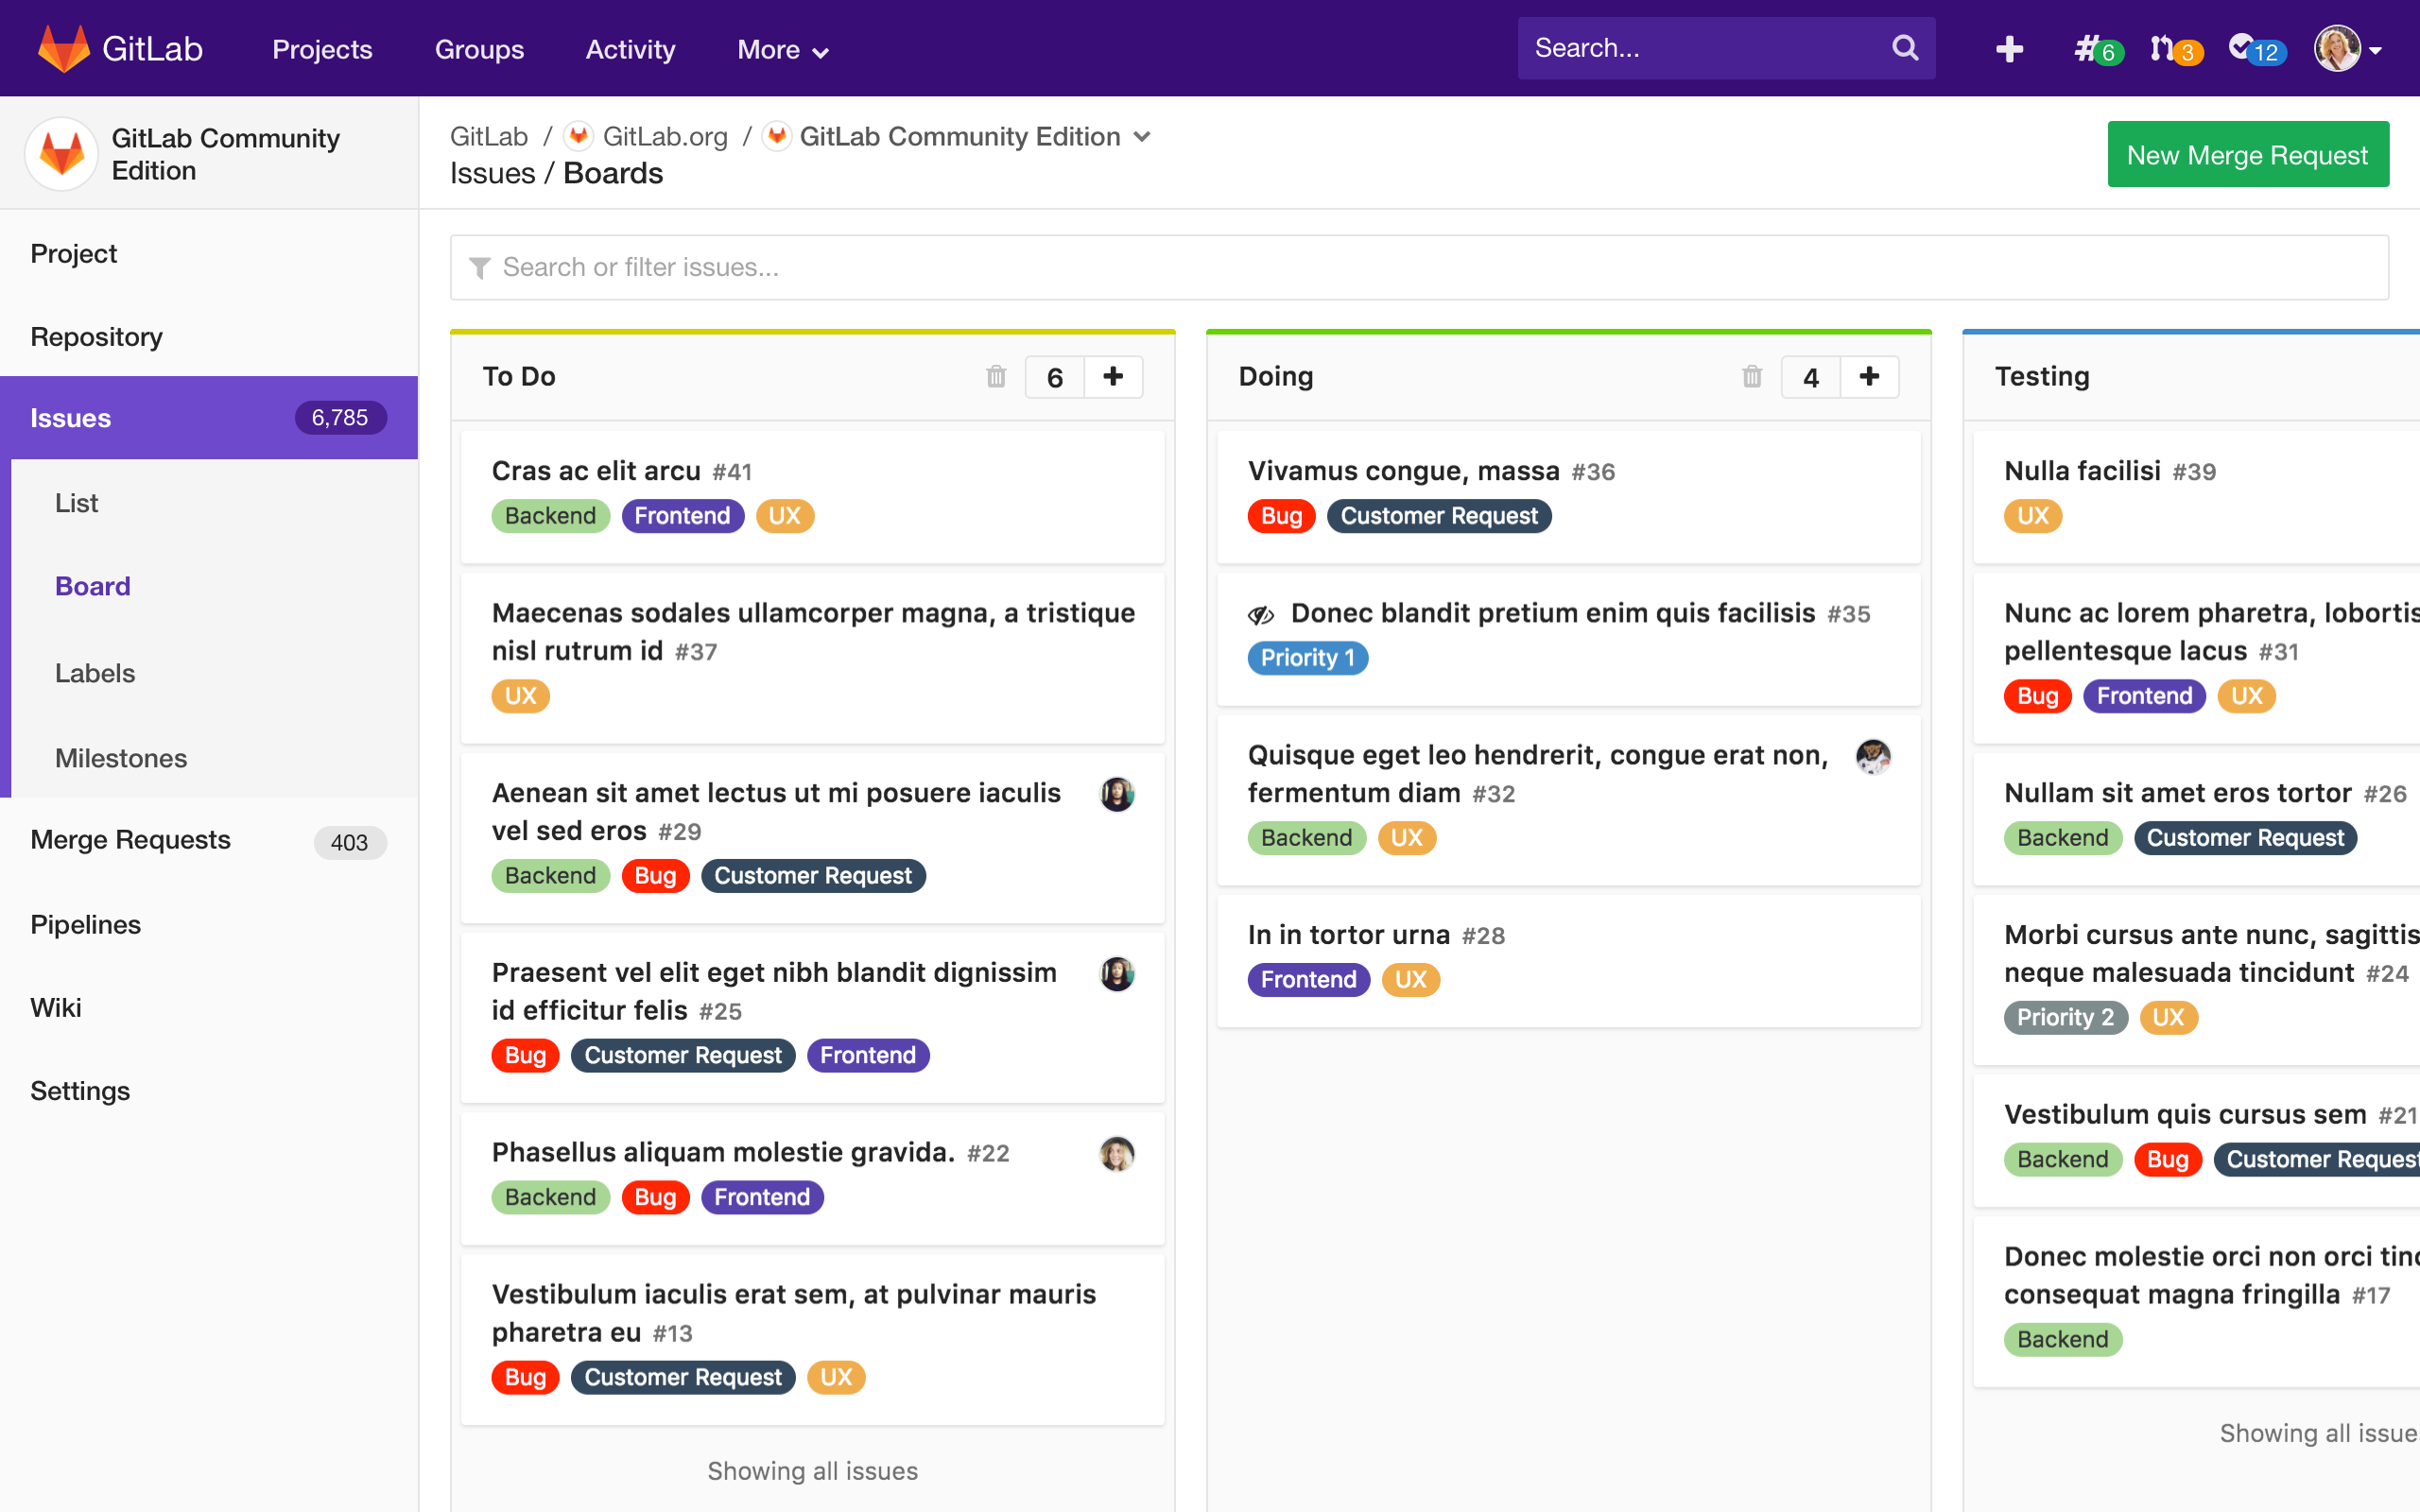 GitLab Projects Groups Activity More Search... 6 3 12
GitLab Community
Edition
GitLab / GitLab.org / GitLab Community Edition
Issues / Boards
New Merge Request
Project
Repository
Issues 6,785
List
Board
Labels
Milestones
Merge Requests 403
Pipelines
Wiki
Settings
Search or filter issues...
To Do 6
Cras ac elit arcu #41
Backend Frontend UX
Maecenas sodales ullamcorper magna, a tristique
nisl rutrum id #37
UX
Aenean sit amet lectus ut mi posuere iaculis
vel sed eros #29
Backend Bug Customer Request
Praesent vel elit eget nibh blandit dignissim
id efficitur felis #25
Bug Customer Request Frontend
Phasellus aliquam molestie gravida. #22
Backend Bug Frontend
Vestibulum iaculis erat sem, at pulvinar mauris
pharetra eu #13
Bug Customer Request UX
Showing all issues
Doing 4
Vivamus congue, massa #36
Bug Customer Request
Donec blandit pretium enim quis facilisis #35
Priority 1
Quisque eget leo hendrerit, congue erat non,
fermentum diam #32
Backend UX
In in tortor urna #28
Frontend UX
Testing
Nulla facilisi #39
UX
Nunc ac lorem pharetra, lobortis
pellentesque lacus #31
Bug Frontend UX
Nullam sit amet eros tortor #26
Backend Customer Request
Morbi cursus ante nunc, sagittis
neque malesuada tincidunt #24
Priority 2 UX
Vestibulum quis cursus sem #21
Backend Bug Customer Request
Donec molestie orci non orci tinc
consequat magna fringilla #17
Backend
Showing all issue